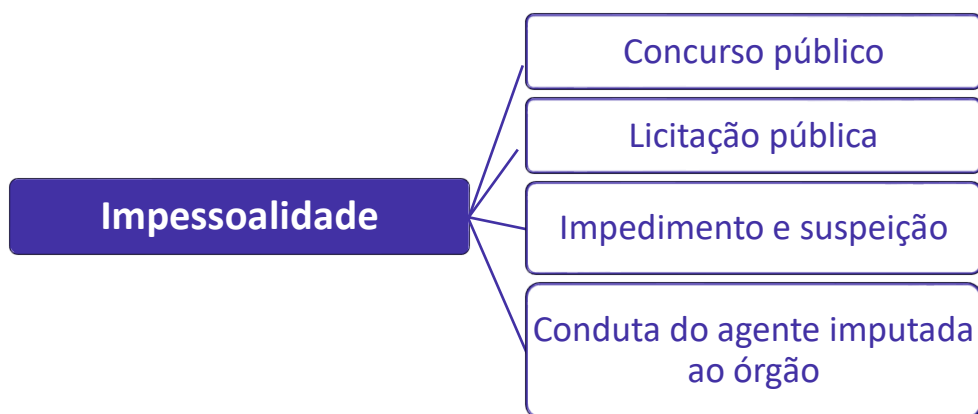 Impessoalidade
Concurso público
Licitação pública
Impedimento e suspeição
Conduta do agente imputada
ao órgão